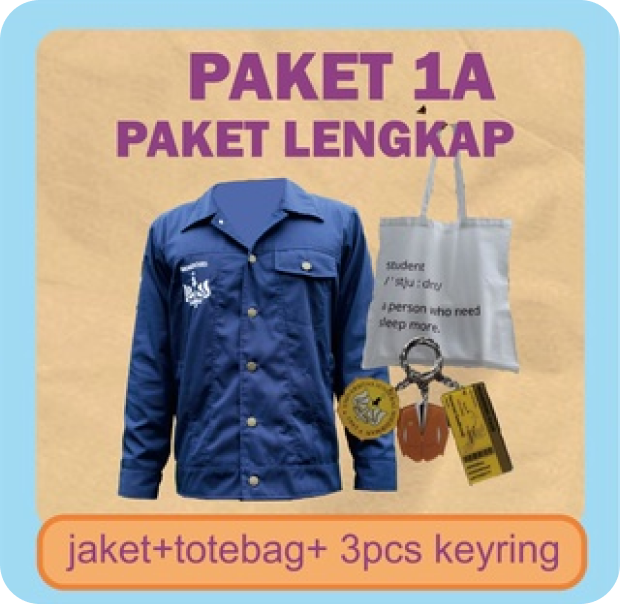 PAKET 1A
PAKET LENGKAP
student
/ ' stju : dnt/
a person who need
sleep more.
jaket+totebag+ 3pcs keyring